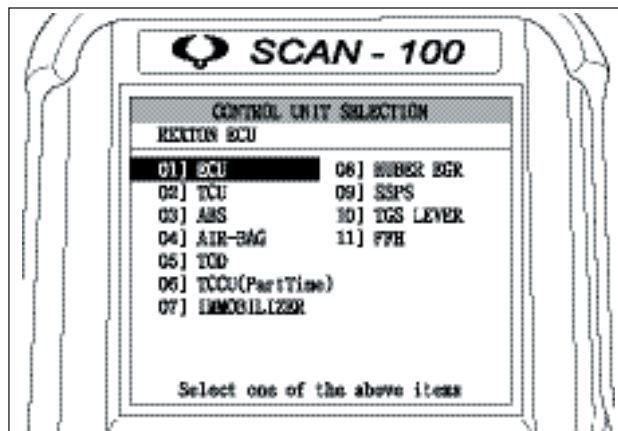 SCAN - 100
CONTROL UNIT SELECTION
REXTON ECU
01] ECU
02] TCU
03] ABS
04] AIR-BAG
05] TOD
06] TCCU(PartTime)
07] IMMOBILIZER
08] HUBER EGR
09] SSPS
10] TGS LEVER
11] FFH
Select one of the above items